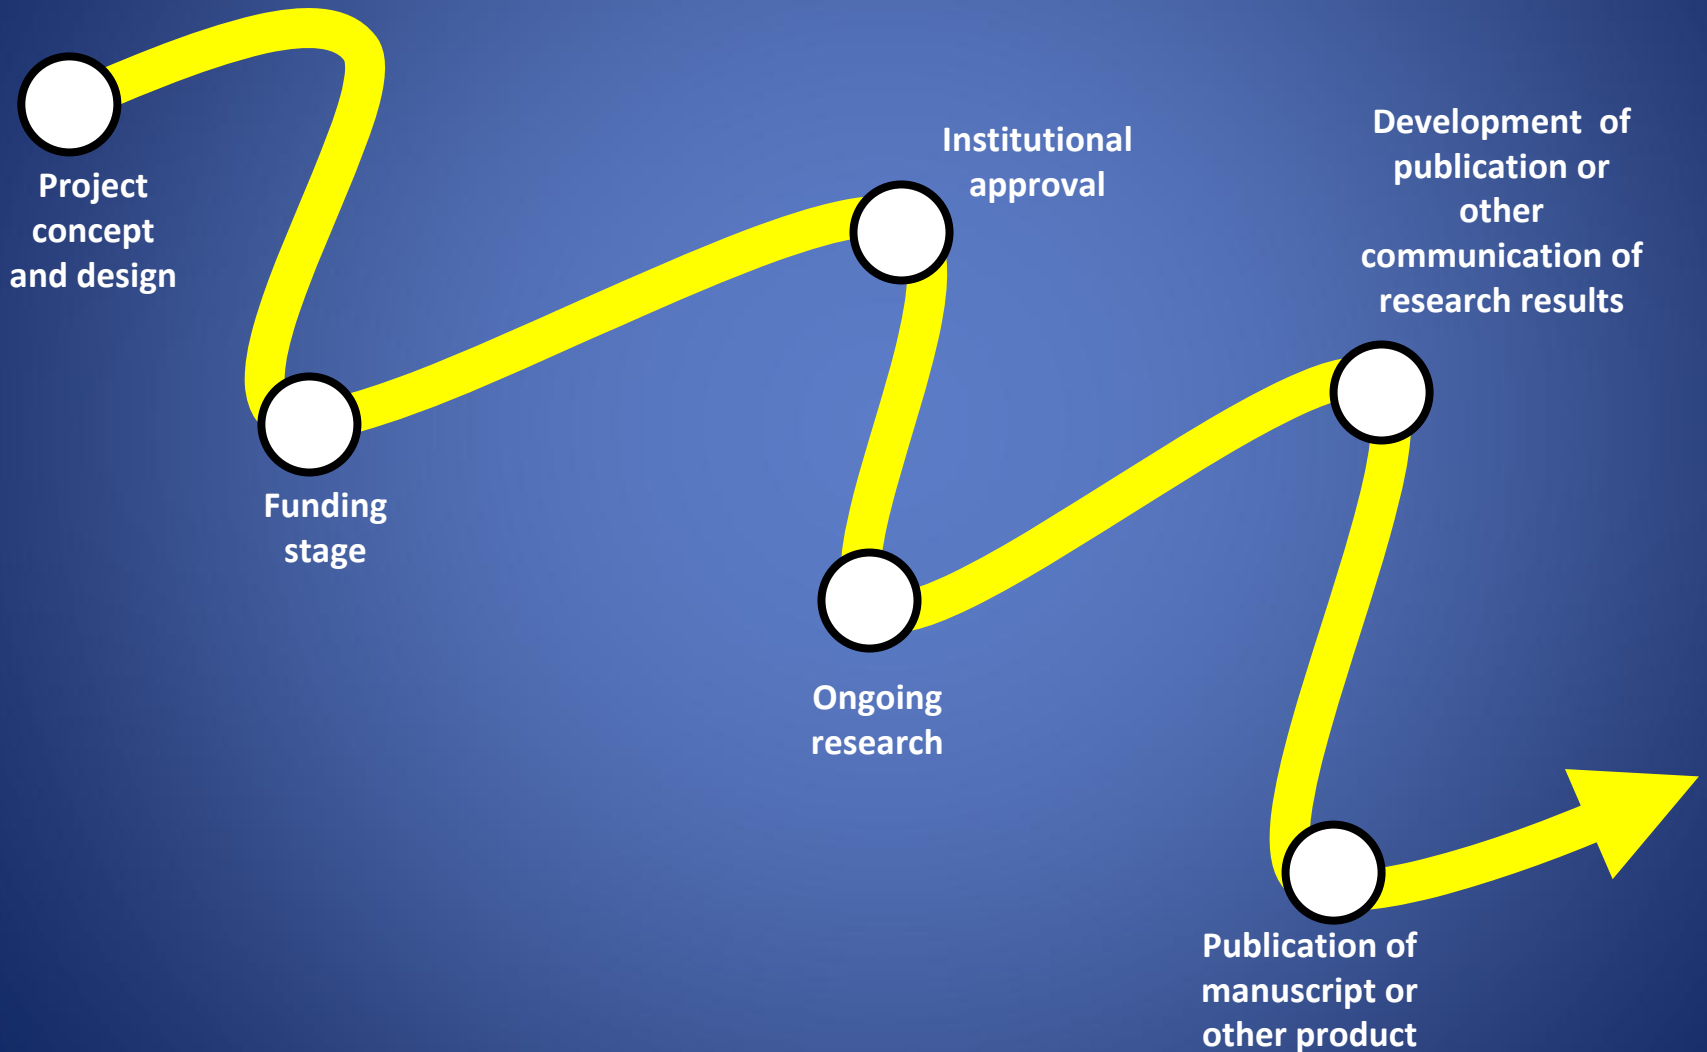 Project
concept
and design
Funding
stage
Institutional
approval
Ongoing
research
Development  of
publication or
other
communication of
research results
Publication of
manuscript or
other product